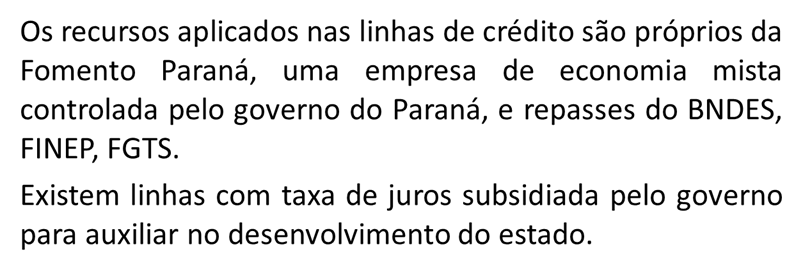 Os recursos aplicados nas linhas de crédito são próprios da
Fomento Paraná, uma empresa de economia mista
controlada pelo governo do Paraná, e repasses do BNDES,
FINEP, FGTS.
Existem linhas com taxa de juros subsidiada pelo governo
para auxiliar no desenvolvimento do estado.